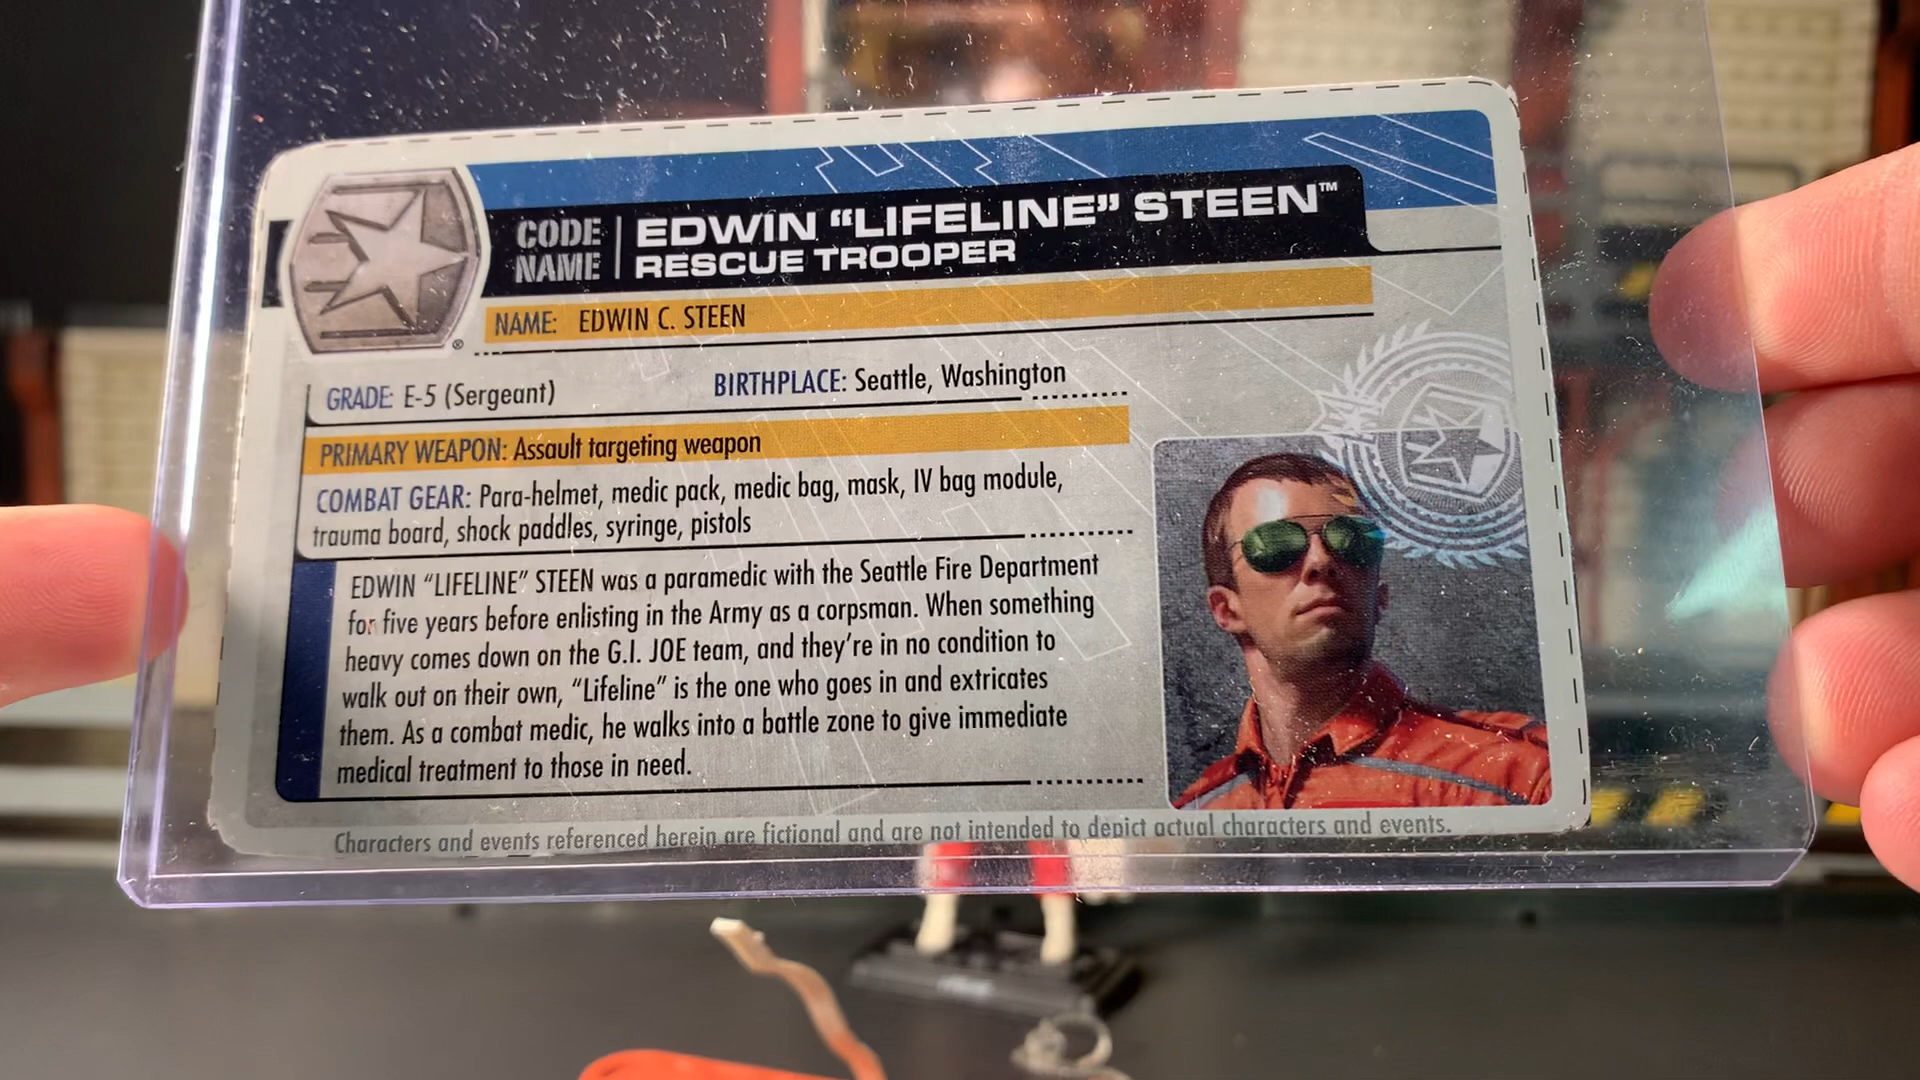 CODE NAME
EDWIN “LIFELINE” STEEN™
RESCUE TROOPER
NAME: EDWIN C. STEEN
®
GRADE: E-5 (Sergeant)
BIRTHPLACE: Seattle, Washington
PRIMARY WEAPON: Assault targeting weapon
COMBAT GEAR: Para-helmet, medic pack, medic bag, mask, IV bag module,
trauma board, shock paddles, syringe, pistols
EDWIN “LIFELINE” STEEN was a paramedic with the Seattle Fire Department
for five years before enlisting in the Army as a corpsman. When something
heavy comes down on the G.I. JOE team, and they’re in no condition to
walk out on their own, “Lifeline” is the one who goes in and extricates
them. As a combat medic, he walks into a battle zone to give immediate
medical treatment to those in need.
Characters and events referenced herein are fictional and are not intended to depict actual characters and events.